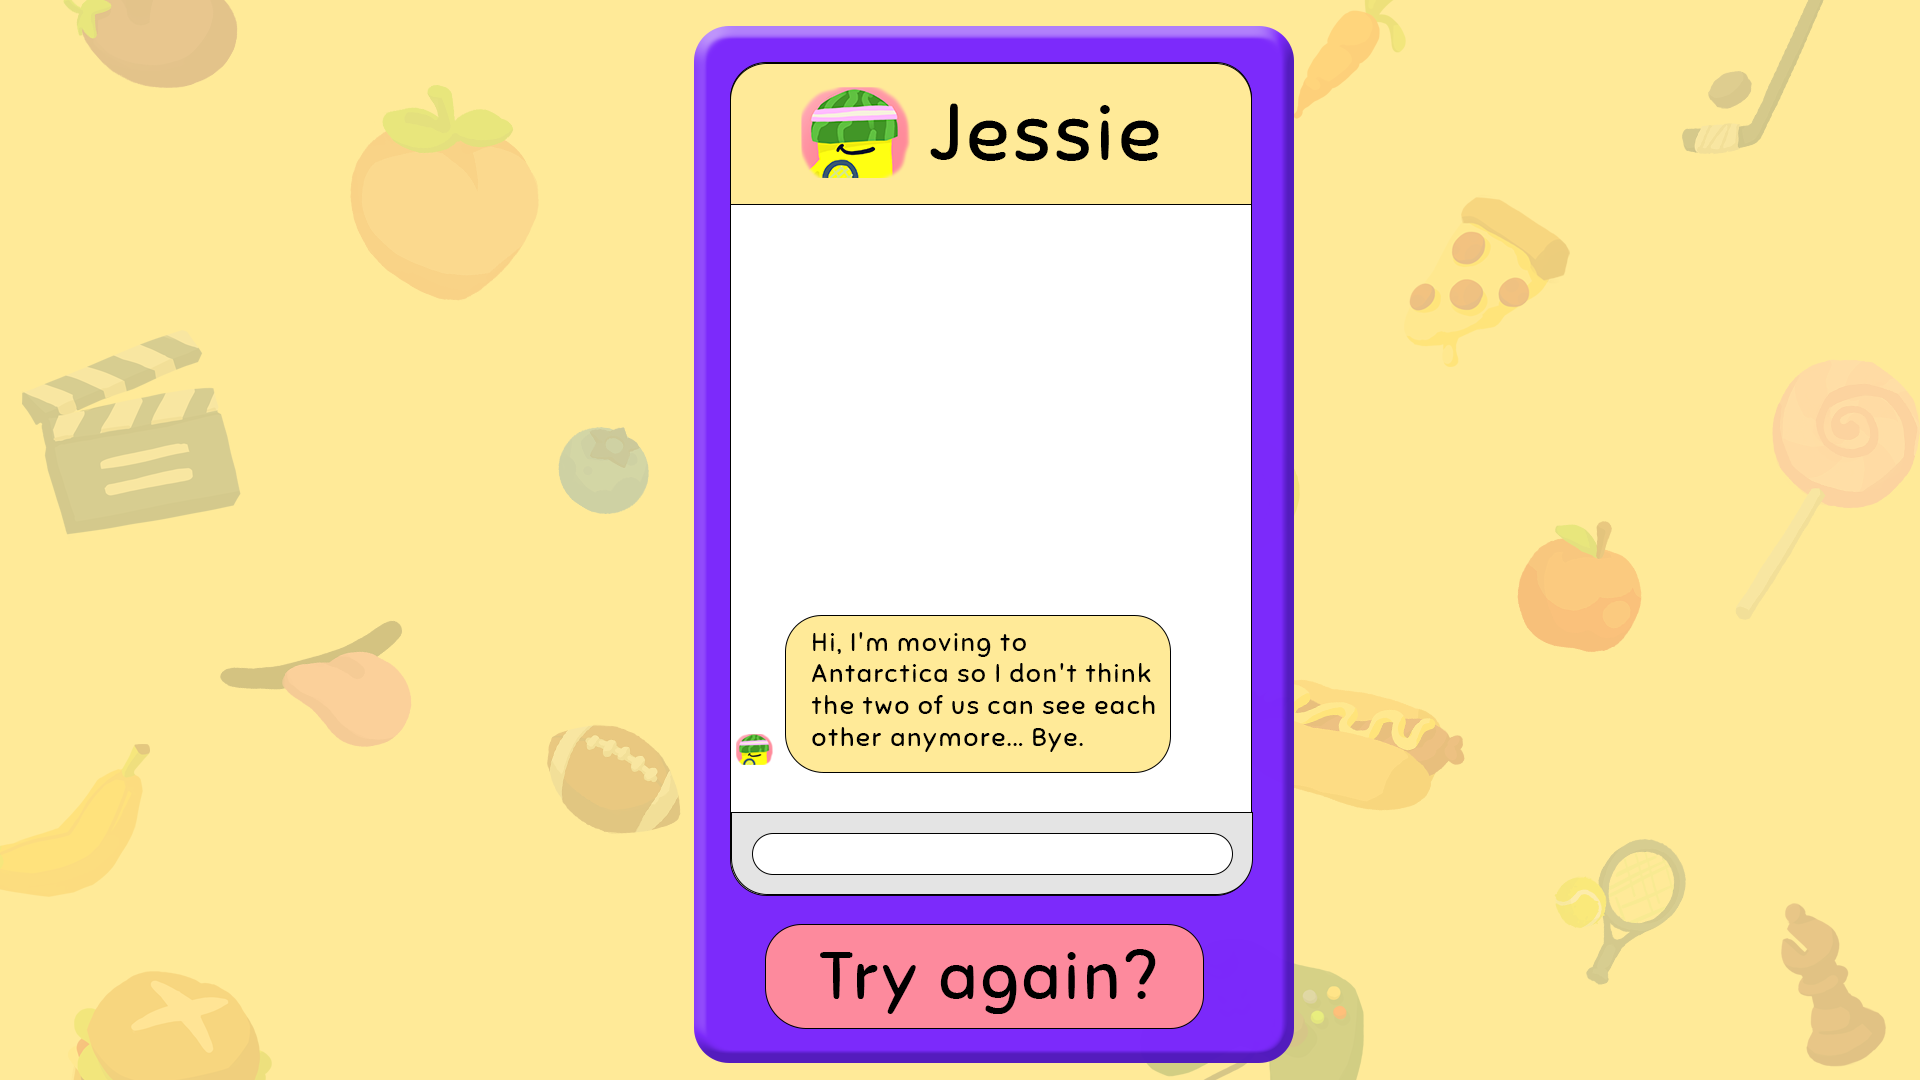 Jessie
Hi, I'm moving to
Antarctica so I don't think
the two of us can see each
other anymore... Bye.
Try again?